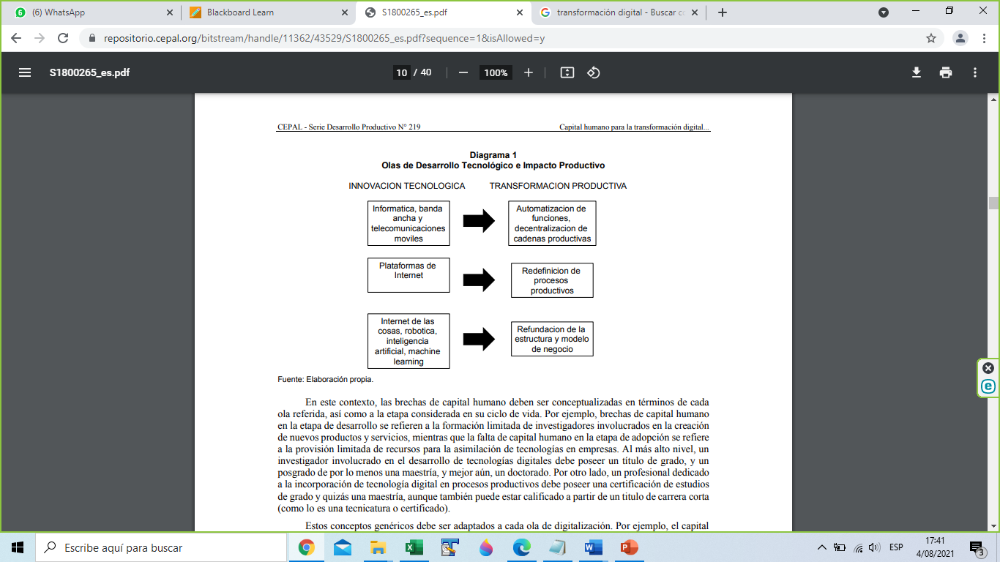 (6) WhatsApp
Blackboard Learn
S1800265_es.pdf
transformación digital - Buscar co
repositorio.cepal.org/bitstream/handle/11362/43529/S1800265_es.pdf?sequence=1&isAllowed=y
S1800265_es.pdf
10 / 40
100%
CEPAL - Serie Desarrollo Productivo N° 219
Capital humano para la transformación digital...
Diagrama 1
Olas de Desarrollo Tecnológico e Impacto Productivo
INNOVACION TECNOLOGICA
TRANSFORMACION PRODUCTIVA
Informatica, banda
ancha y
telecomunicaciones
moviles
Automatizacion de
funciones,
decentralizacion de
cadenas productivas
Plataformas de
Internet
Redefinicion de
procesos
productivos
Internet de las
cosas, robotica,
inteligencia
artificial, machine
learning
Refundacion de la
estructura y modelo
de negocio
Fuente: Elaboración propia.
En este contexto, las brechas de capital humano deben ser conceptualizadas en términos de cada
ola referida, así como a la etapa considerada en su ciclo de vida. Por ejemplo, brechas de capital humano
en la etapa de desarrollo se refieren a la formación limitada de investigadores involucrados en la creación
de nuevos productos y servicios, mientras que la falta de capital humano en la etapa de adopción se refiere
a la provisión limitada de recursos para la asimilación de tecnologías en empresas. Al más alto nivel, un
investigador involucrado en el desarrollo de tecnologías digitales debe poseer un título de grado, y un
posgrado de por lo menos una maestría, y mejor aún, un doctorado. Por otro lado, un profesional dedicado
a la incorporación de tecnología digital en procesos productivos debe poseer una certificación de estudios
de grado y quizás una maestría, aunque también puede estar calificado a partir de un titulo de carrera corta
(como lo es una tecnicatura o certificado).
Estos conceptos genéricos debe ser adaptados a cada ola de digitalización. Por ejemplo, el capital
Escribe aquí para buscar
ESP
17:41
4/08/2021
3